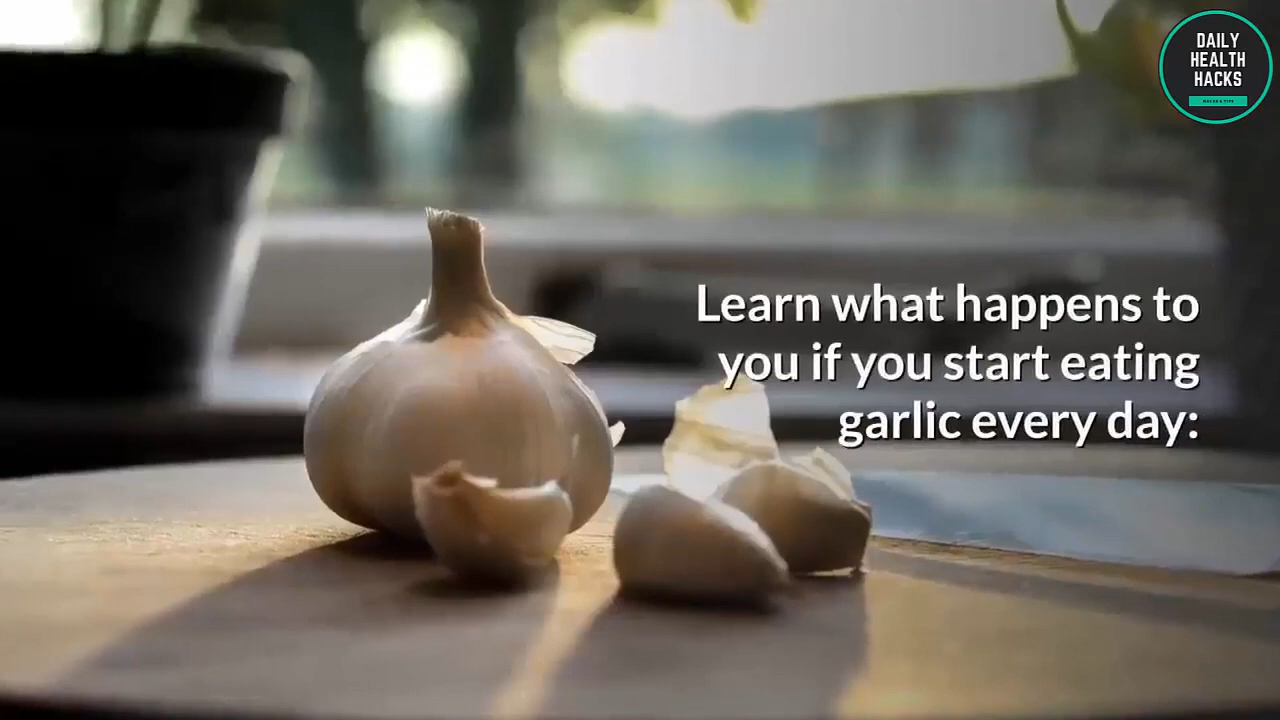 DAILY
HEALTH
HACKS
Learn what happens to
you if you start eating
garlic every day: